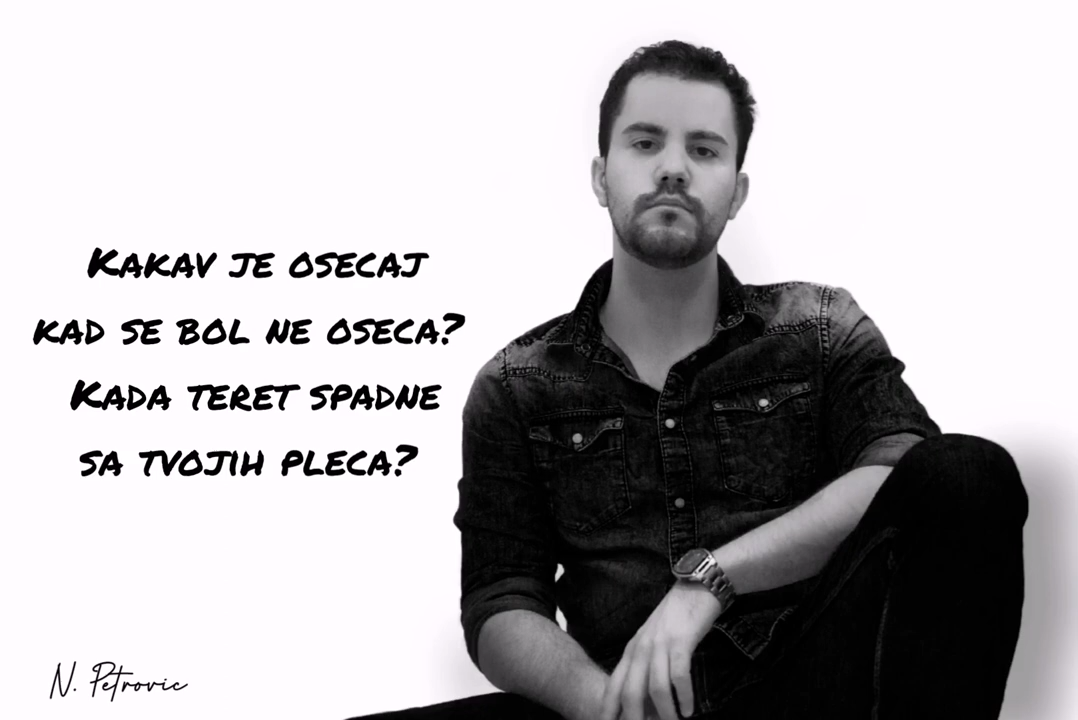 KAKAV JE OSECAJ
KAD SE BOL NE OSECA?
KADA TERET SPADNE
SA TVOJIH PLECA?
N. Petrovic